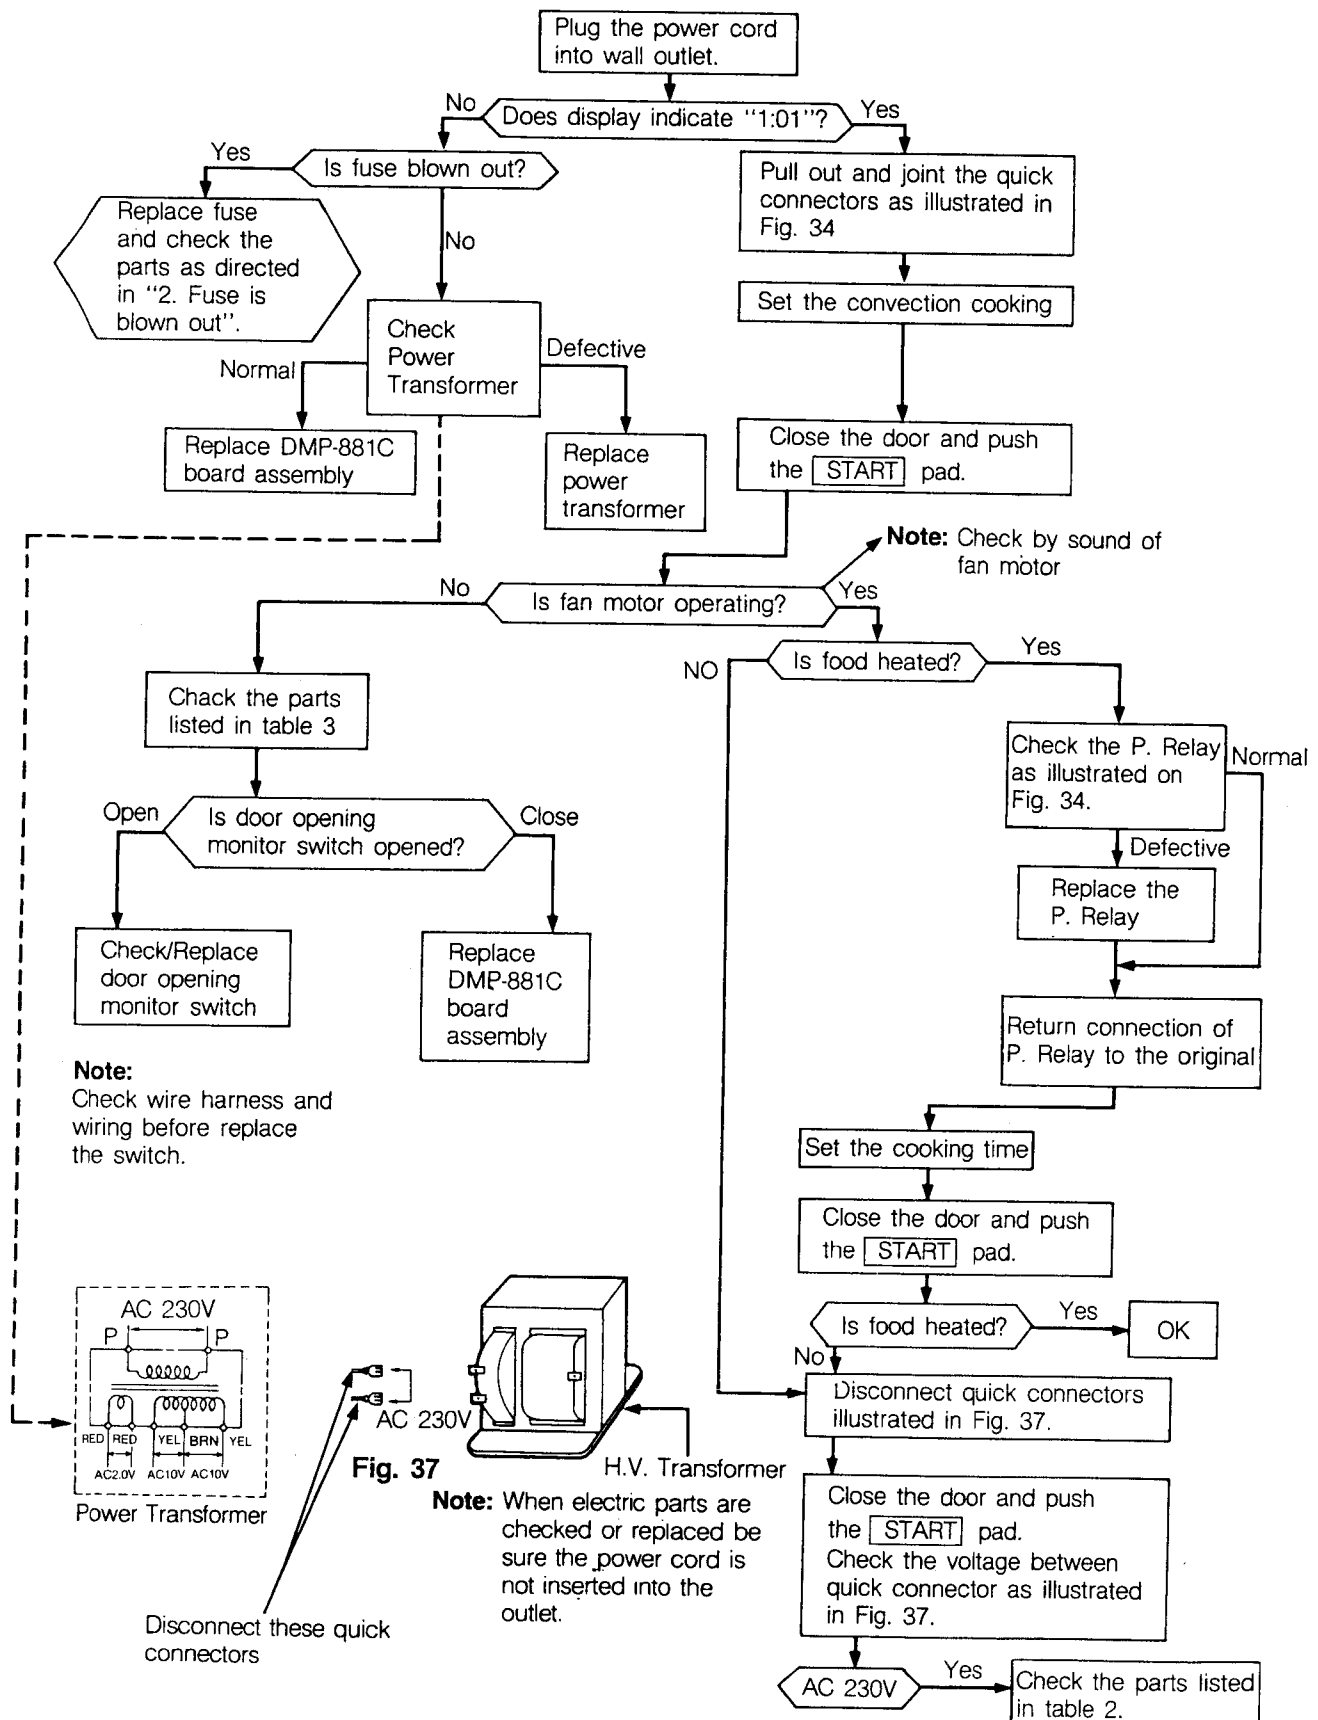 Plug the power cord
into wall outlet.
No
Does display indicate "1:01"?
Yes
Yes
Is fuse blown out?
Replace fuse
and check the
parts as directed
in "2. Fuse is
blown out".
No
Pull out and joint the quick
connectors as illustrated in
Fig. 34
Set the convection cooking
Check
Power
Transformer
Normal
Defective
Replace DMP-881C
board assembly
Replace
power
transformer
Close the door and push
the START pad.
Note: Check by sound of
fan motor
No
Is fan motor operating?
Yes
NO
Is food heated?
Yes
Chack the parts
listed in table 3
Check the P. Relay
as illustrated on
Fig. 34.
Normal
Defective
Replace the
P. Relay
Open
Is door opening
monitor switch opened?
Close
Check/Replace
door opening
monitor switch
Replace
DMP-881C
board
assembly
Note:
Check wire harness and
wiring before replace
the switch.
Return connection of
P. Relay to the original
Set the cooking time
Close the door and push
the START pad.
Is food heated?
Yes
OK
No
Disconnect quick connectors
illustrated in Fig. 37.
Close the door and push
the START pad.
Check the voltage between
quick connector as illustrated
in Fig. 37.
AC 230V
Yes
Check the parts listed
in table 2.
AC 230V
P P
RED RED YEL BRN YEL
AC2.0V AC10V AC10V
Power Transformer
AC 230V
Fig. 37
H.V. Transformer
Note: When electric parts are
checked or replaced be
sure the power cord is
not inserted into the
outlet.
Disconnect these quick
connectors